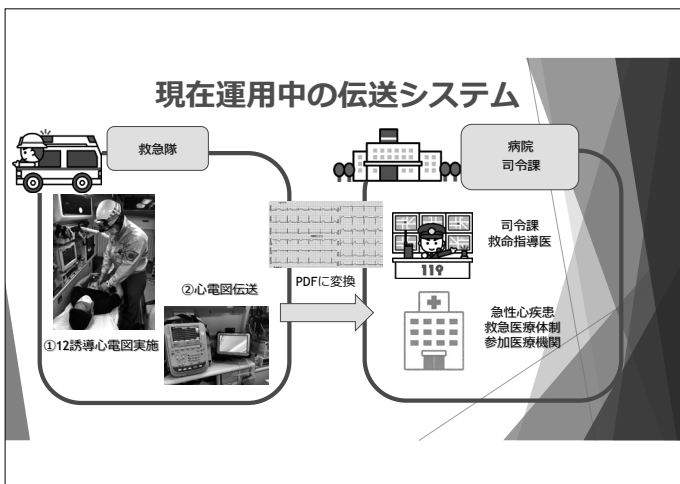 現在運用中の伝送システム
救急隊
病院
司令課
①12誘導心電図実施
②心電図伝送
PDFに変換
司令課
救命指導医
119
急性心疾患
救急医療体制
参加医療機関